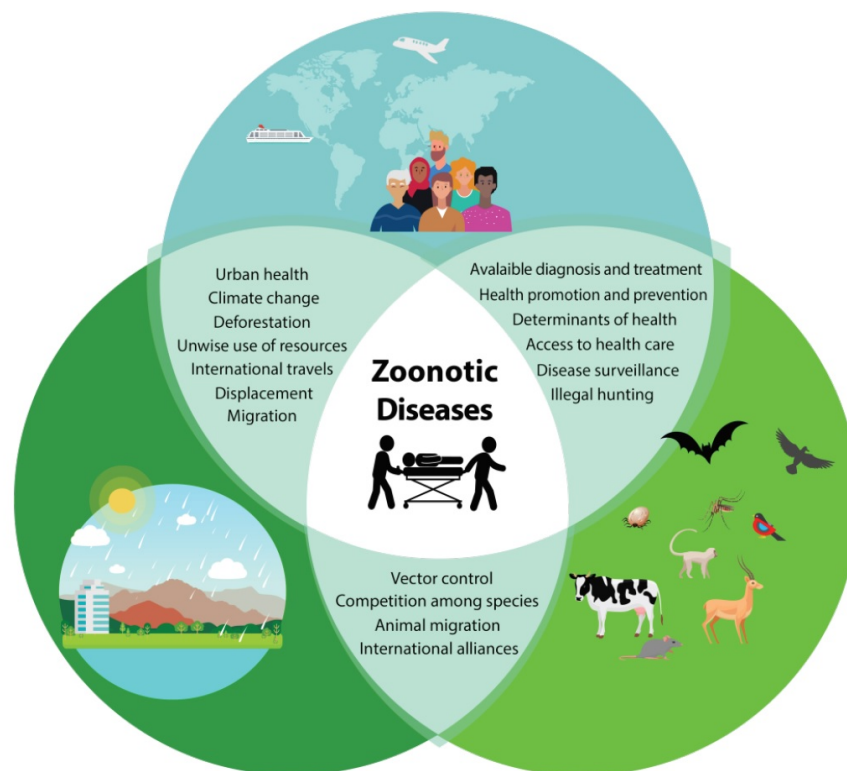 Urban health
Climate change
Deforestation
Unwise use of resources
International travels
Displacement
Migration
Avalaible diagnosis and treatment
Health promotion and prevention
Determinants of health
Access to health care
Disease surveillance
Illegal hunting
Zoonotic
Diseases
Vector control
Competition among species
Animal migration
International alliances